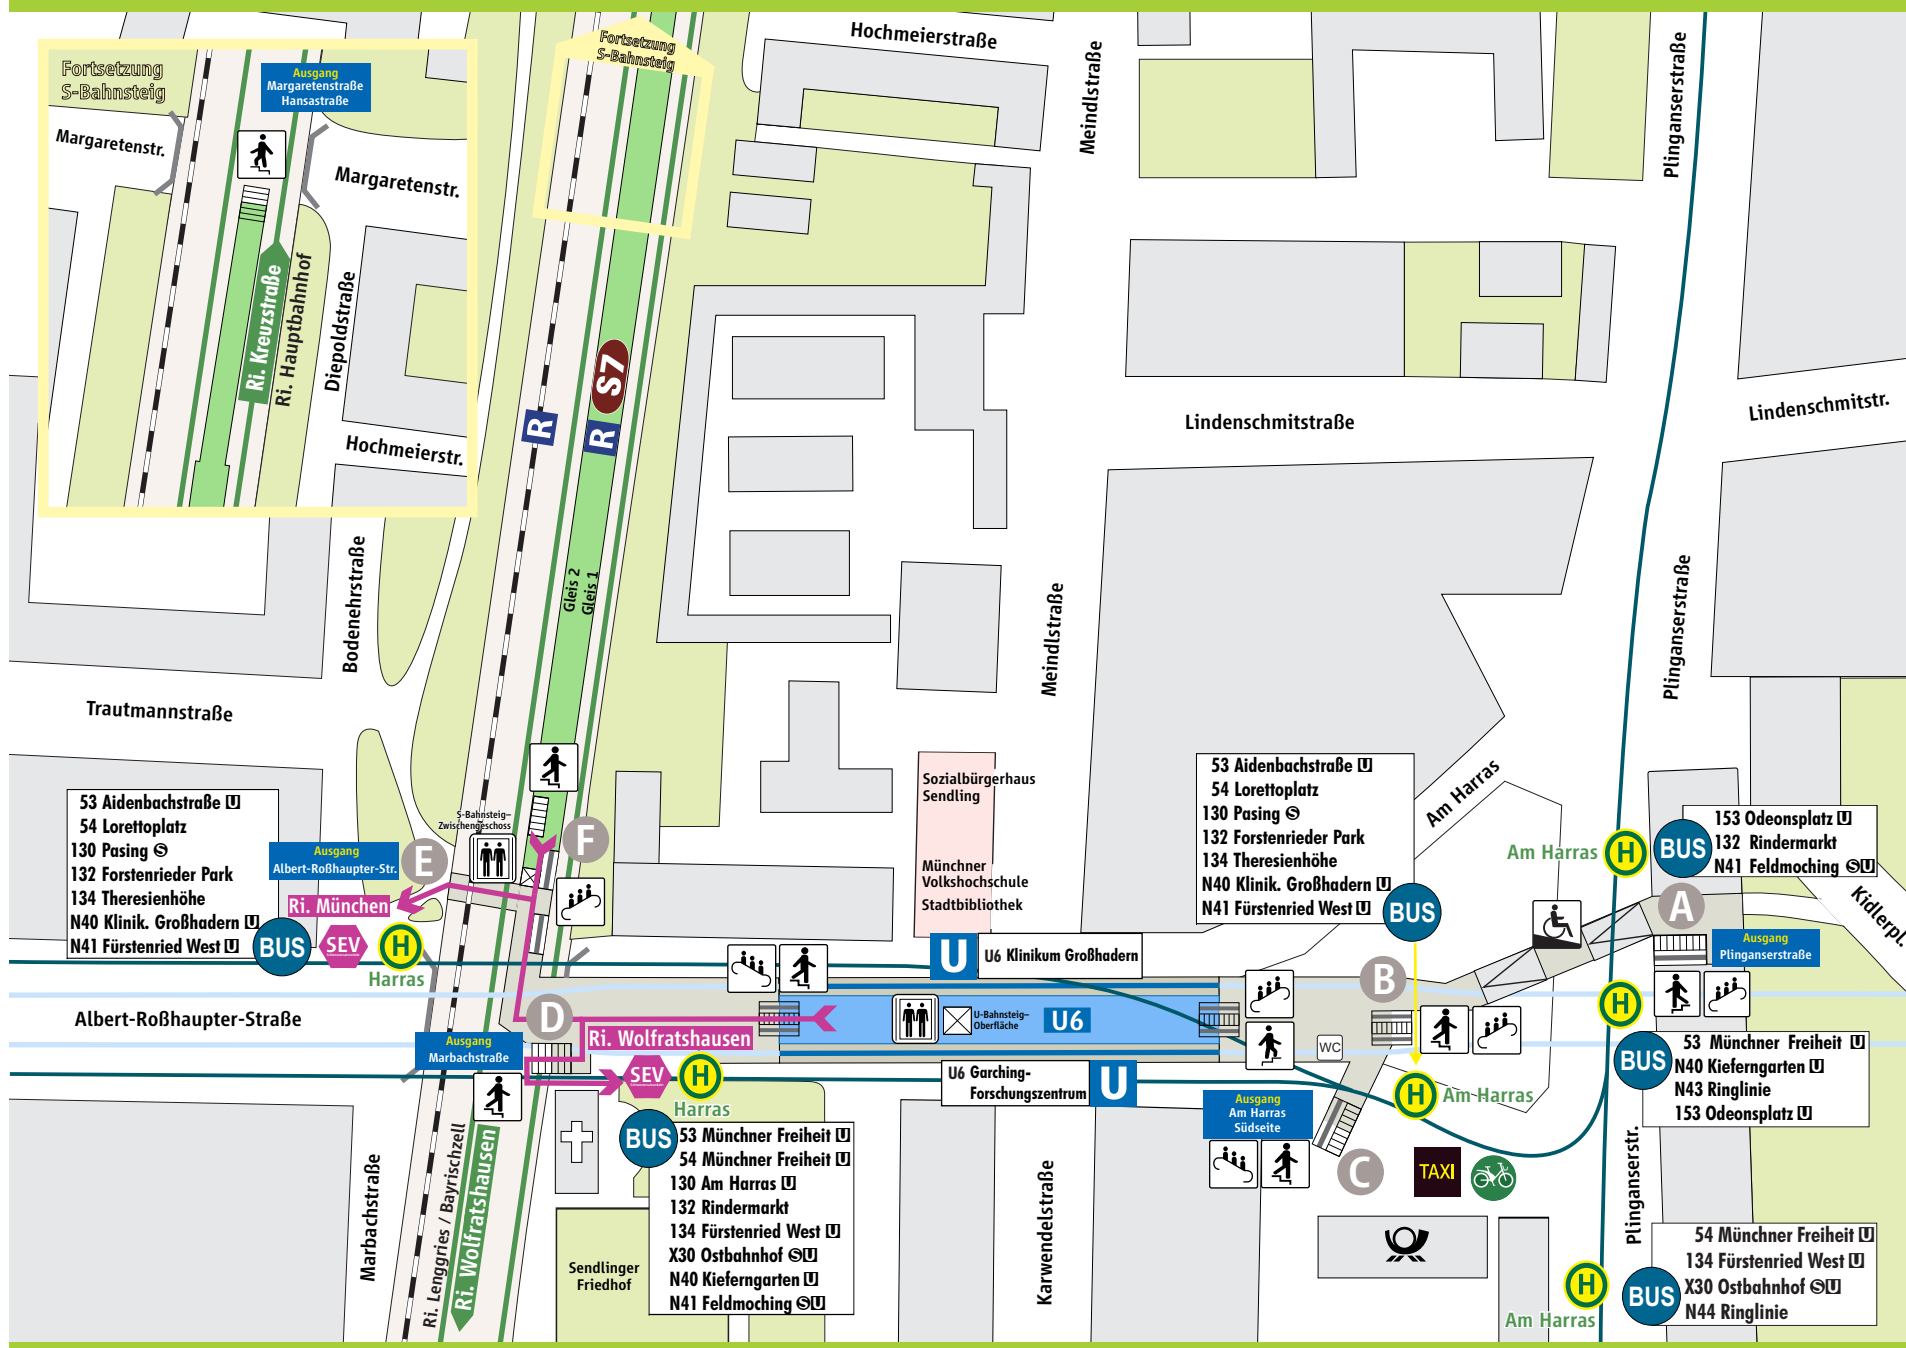 Fortsetzung
S-Bahnsteig
Ausgang
Margaretenstraße
Hansastraße
Margaretenstr.
Margaretenstr.
Ri. Kreuzstraße
Ri. Hauptbahnhof
Diepoldstraße
Hochmeierstr.
Fortsetzung
S-Bahnsteig
Hochmeierstraße
Meindlstraße
Plinganserstraße
S7
R
R
Gleis 2
Gleis 1
Lindenschmitstraße
Lindenschmitstr.
Bodenehrstraße
Trautmannstraße
Meindlstraße
Plinganserstraße
53 Aidenbachstraße U
54 Lorettoplatz
130 Pasing S
132 Forstenrieder Park
134 Theresienhöhe
N40 Klinik. Großhadern U
N41 Fürstenried West U
BUS
SEV
H
Harras
Ausgang
Albert-Roßhaupter-Str.
E
Ri. München
S-Bahnsteig–
Zwischengeschoss
F
Sozialbürgerhaus
Sendling
Münchner
Volkshochschule
Stadtbibliothek
53 Aidenbachstraße U
54 Lorettoplatz
130 Pasing S
132 Forstenrieder Park
134 Theresienhöhe
N40 Klinik. Großhadern U
N41 Fürstenried West U
BUS
Am Harras
Am Harras
H
BUS
153 Odeonsplatz U
132 Rindermarkt
N41 Feldmoching S U
A
Kidlerpl.
Ausgang
Plinganserstraße
U
U6 Klinikum Großhadern
B
D
U-Bahnsteig–
Oberfläche
U6
Albert-Roßhaupter-Straße
Ausgang
Marbachstraße
Ri. Wolfratshausen
SEV
H
Harras
U6 Garching-
Forschungszentrum
U
WC
H
Am Harras
H
BUS
53 Münchner Freiheit U
N40 Kieferngarten U
N43 Ringlinie
153 Odeonsplatz U
Ausgang
Am Harras
Südseite
C
TAXI
BUS
53 Münchner Freiheit U
54 Münchner Freiheit U
130 Am Harras U
132 Rindermarkt
134 Fürstenried West U
X30 Ostbahnhof S U
N40 Kieferngarten U
N41 Feldmoching S U
Marbachstraße
Ri. Lenggries / Bayrischzell
Ri. Wolfratshausen
Sendlinger
Friedhof
Karwendelstraße
Plinganserstr.
H
Am Harras
BUS
54 Münchner Freiheit U
134 Fürstenried West U
X30 Ostbahnhof S U
N44 Ringlinie